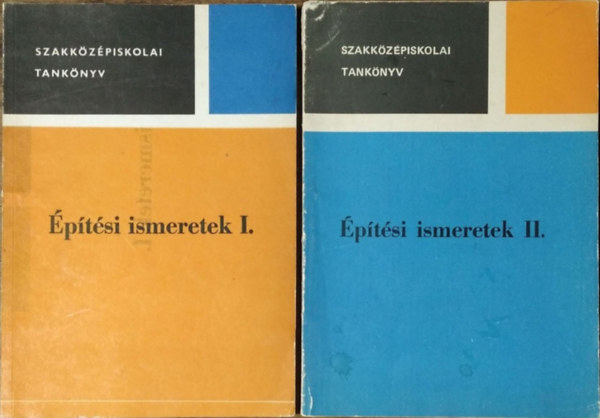 SZAKKÖZÉPISKOLAI
TANKÖNYV
Építési ismeretek I.
SZAKKÖZÉPISKOLAI
TANKÖNYV
Építési ismeretek II.